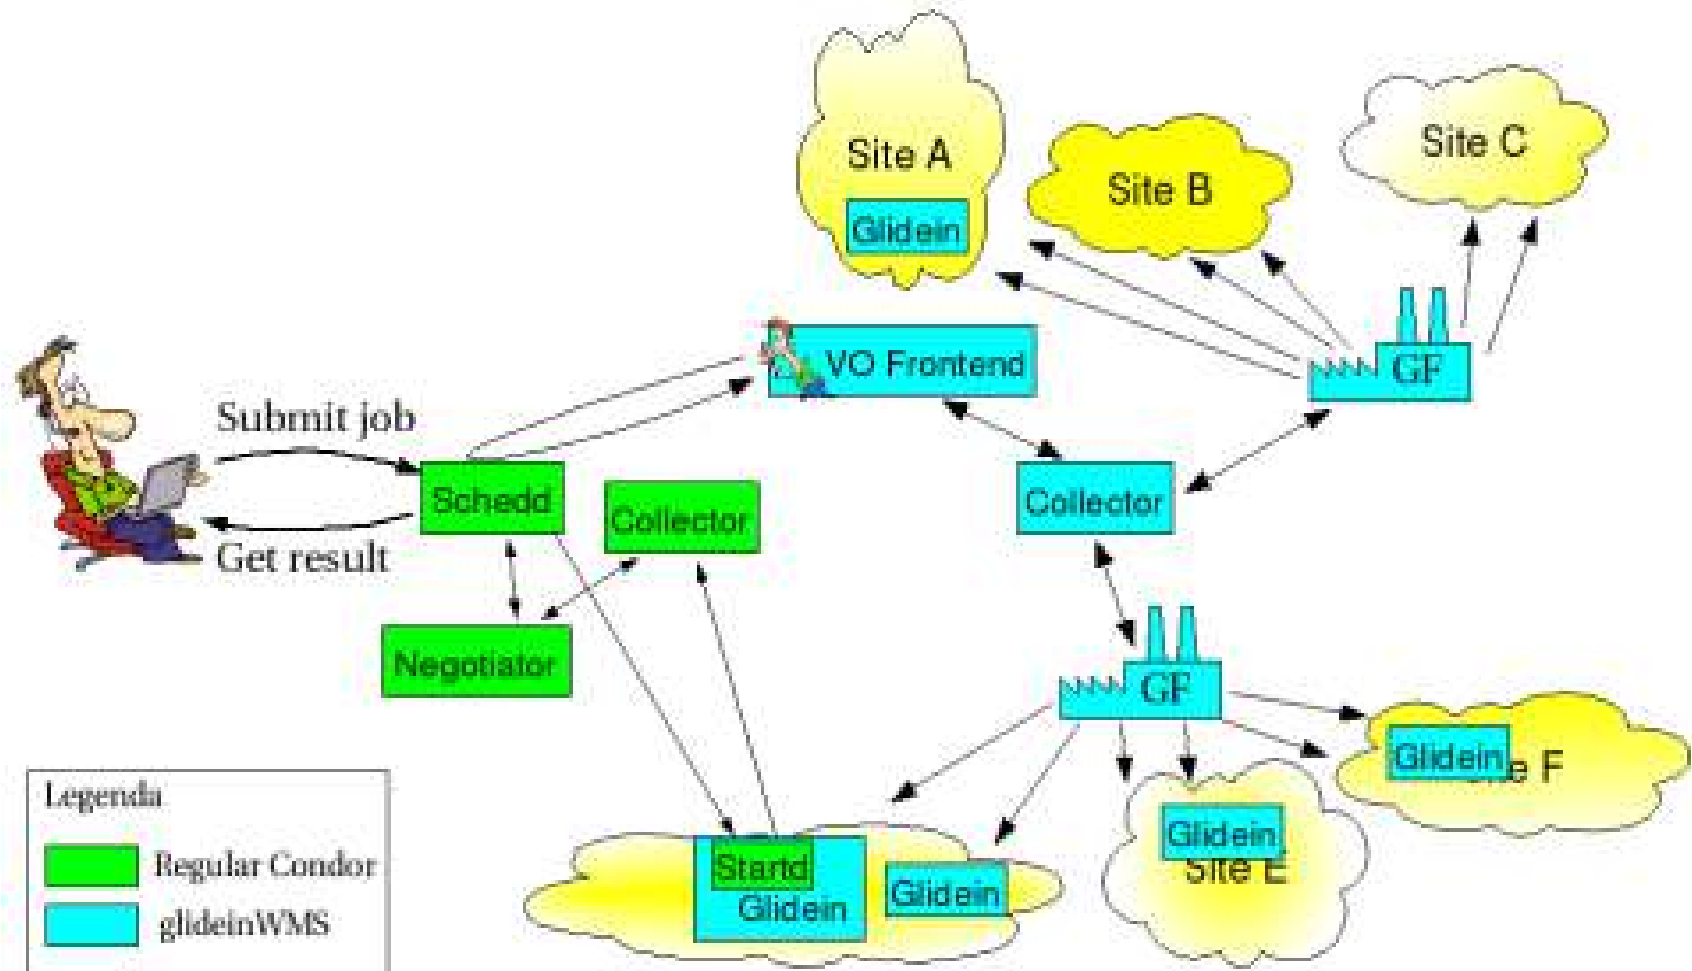 Site A
Glidein
Site B
Site C
VO Frontend
GF
Submit job
Schedd
Collector
Collector
Get result
Negotiator
GF
Glidein
e F
Legenda
Regular Condor
glideinWMS
Startd
Glidein
Glidein
Glidein
Site E